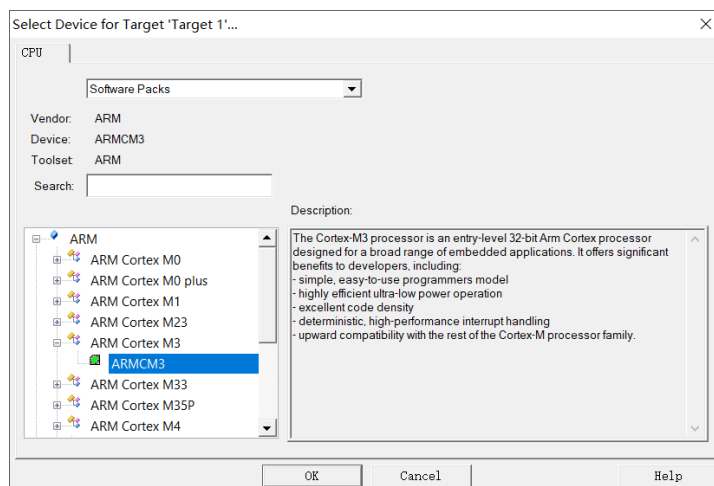 Select Device for Target 'Target 1'...
CPU
Software Packs
Vendor: ARM
Device: ARMCM3
Toolset: ARM
Search:
Description:
ARM
ARM Cortex M0
ARM Cortex M0 plus
ARM Cortex M1
ARM Cortex M23
ARM Cortex M3
ARMCM3
ARM Cortex M33
ARM Cortex M35P
ARM Cortex M4
The Cortex-M3 processor is an entry-level 32-bit Arm Cortex processor
designed for a broad range of embedded applications. It offers significant
benefits to developers, including:
- simple, easy-to-use programmers model
- highly efficient ultra-low power operation
- excellent code density
- deterministic, high-performance interrupt handling
- upward compatibility with the rest of the Cortex-M processor family.
OK Cancel Help